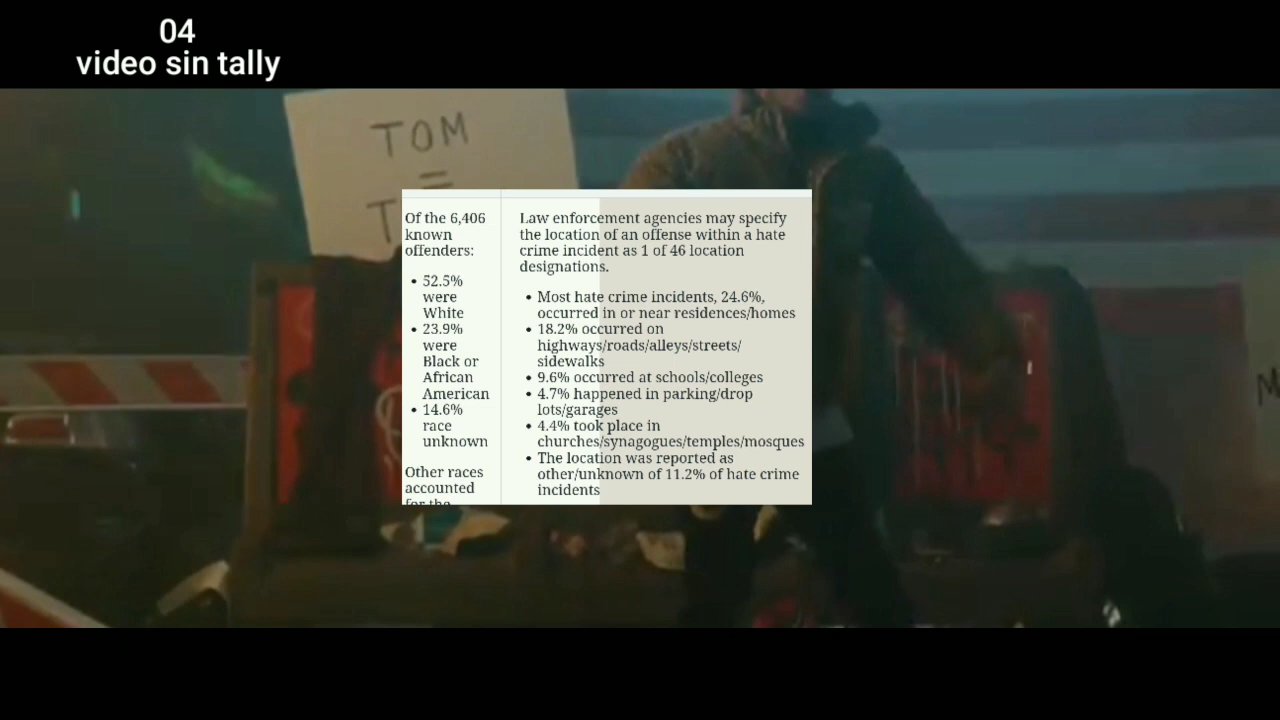 04
video sin tally
TOM
=
T
Of the 6,406
known
offenders:
• 52.5%
were
White
• 23.9%
were
Black or
African
American
• 14.6%
race
unknown
Other races
accounted
for the
Law enforcement agencies may specify
the location of an offense within a hate
crime incident as 1 of 46 location
designations.
• Most hate crime incidents, 24.6%,
occurred in or near residences/homes
• 18.2% occurred on
highways/roads/alleys/streets/
sidewalks
• 9.6% occurred at schools/colleges
• 4.7% happened in parking/drop
lots/garages
• 4.4% took place in
churches/synagogues/temples/mosques
• The location was reported as
other/unknown of 11.2% of hate crime
incidents
M